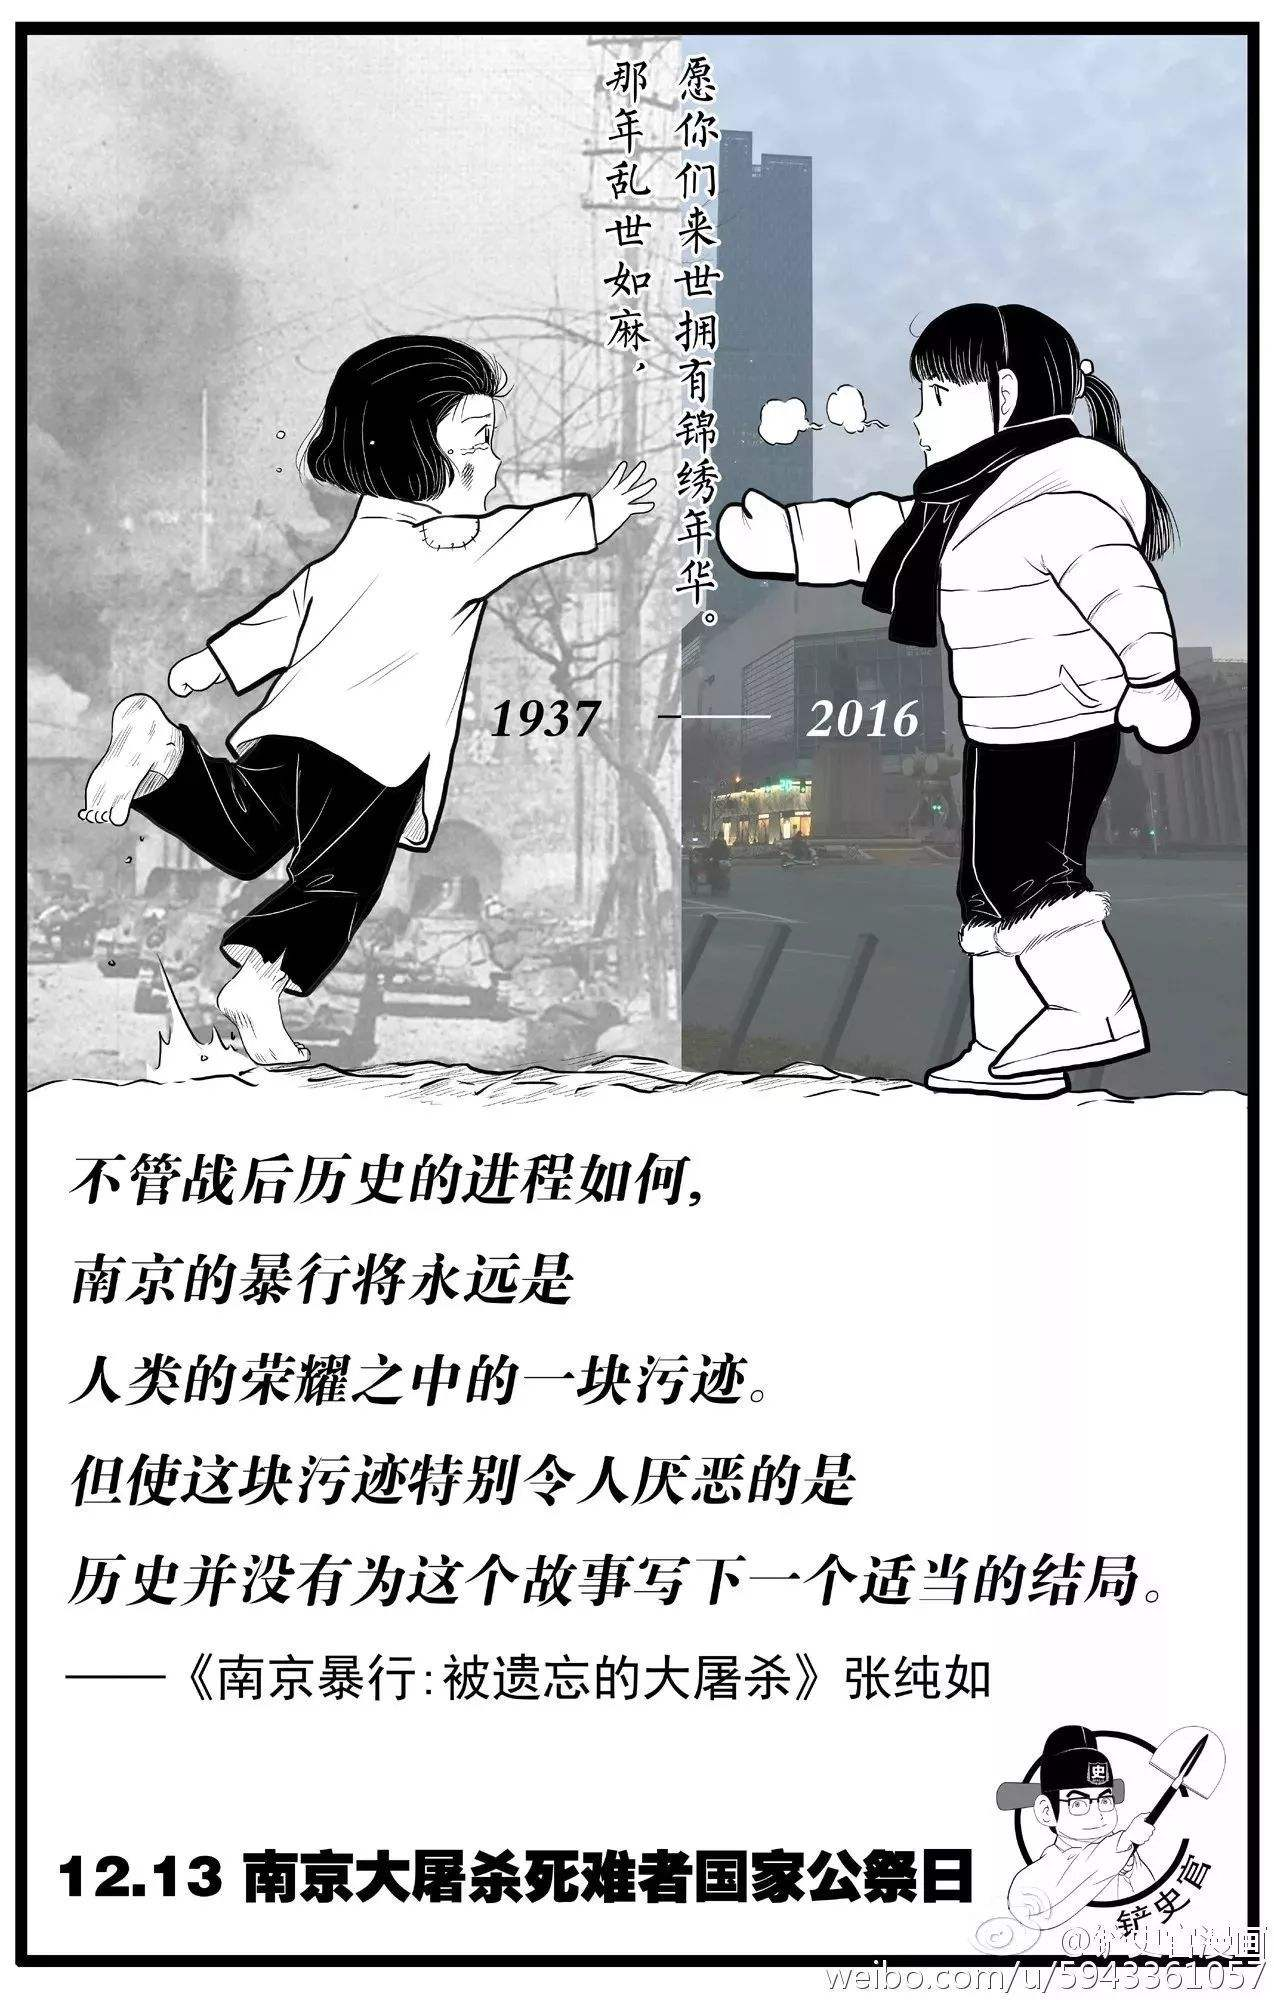 那年乱世如麻，
愿你们来世拥有锦绣年华。
1937 —— 2016
不管战后历史的进程如何,
南京的暴行将永远是
人类的荣耀之中的一块污迹。
但使这块污迹特别令人厌恶的是
历史并没有为这个故事写下一个适当的结局。
——《南京暴行:被遗忘的大屠杀》张纯如
史
铲史官
12.13 南京大屠杀死难者国家公祭日
@铲史官漫画
weibo.com/u/5943361057